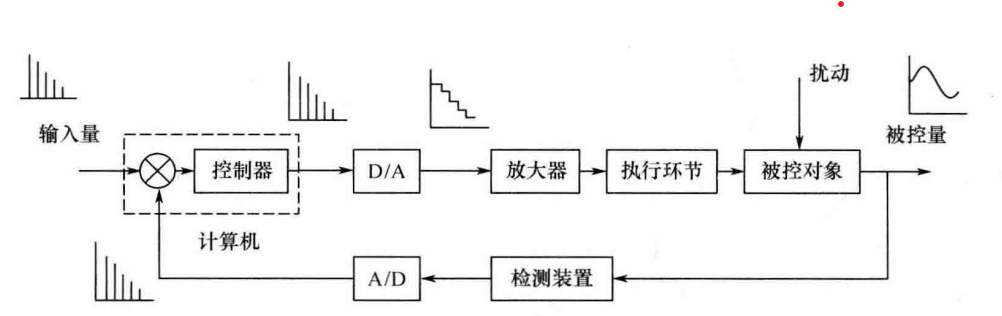 扰动
输入量
被控量
控制器
D/A
放大器
执行环节
被控对象
计算机
A/D
检测装置